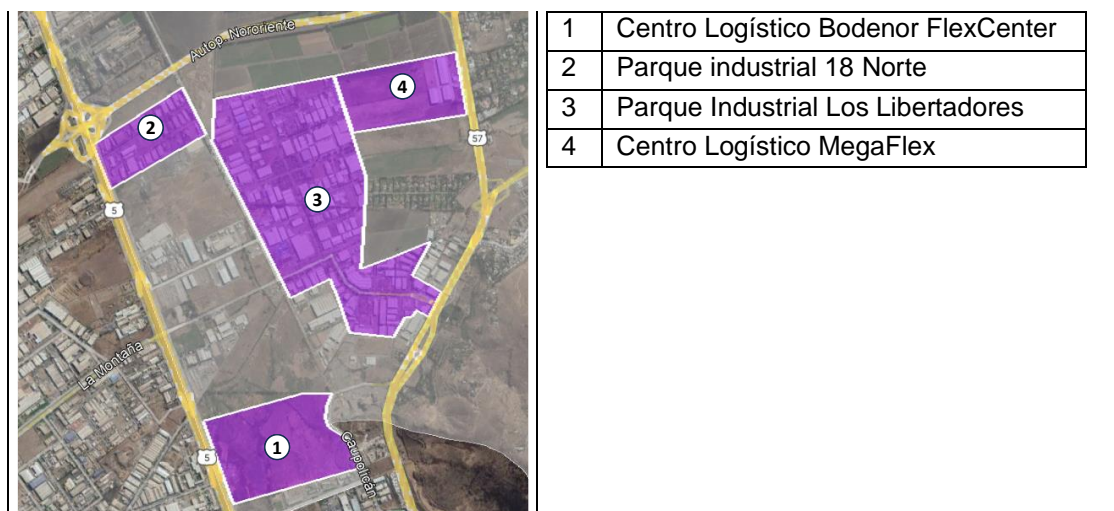 Autop. Nororiente
4
2
57
3
5
La Montaña
1
5
Caupolicán
1 Centro Logístico Bodenor FlexCenter
2 Parque industrial 18 Norte
3 Parque Industrial Los Libertadores
4 Centro Logístico MegaFlex